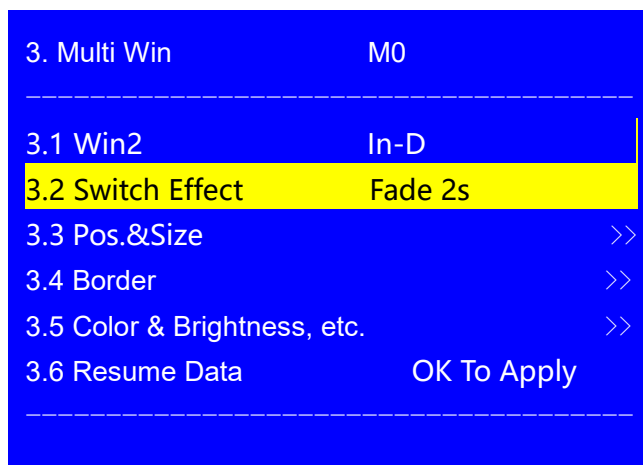 3. Multi Win M0
3.1 Win2 In-D
3.2 Switch Effect Fade 2s
3.3 Pos.&Size >>
3.4 Border >>
3.5 Color & Brightness, etc. >>
3.6 Resume Data OK To Apply